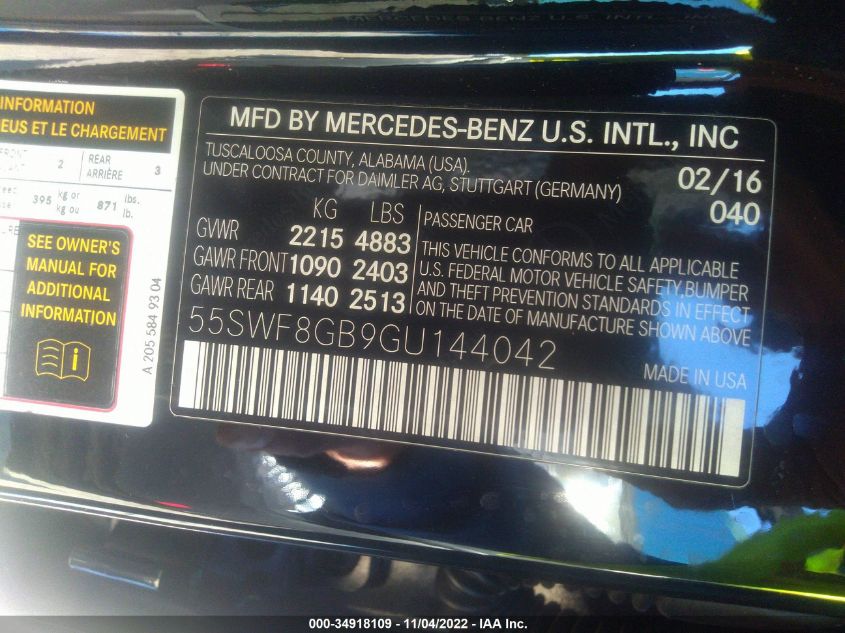 INFORMATION
EUS ET LE CHARGEMENT
FRONT 2 REAR 3
ARRIÈRE
395 kg or 871 lbs.
kg ou lb.
SEE OWNER'S
MANUAL FOR
ADDITIONAL
INFORMATION
A 205 584 93 04
MFD BY MERCEDES-BENZ U.S. INTL., INC
TUSCALOOSA COUNTY, ALABAMA (USA).
UNDER CONTRACT FOR DAIMLER AG, STUTTGART (GERMANY)
02/16
040
KG LBS
GVWR 2215 4883
GAWR FRONT 1090 2403
GAWR REAR 1140 2513
PASSENGER CAR
THIS VEHICLE CONFORMS TO ALL APPLICABLE
U.S. FEDERAL MOTOR VEHICLE SAFETY, BUMPER
AND THEFT PREVENTION STANDARDS IN EFFECT
ON THE DATE OF MANUFACTURE SHOWN ABOVE
55SWF8GB9GU144042
MADE IN USA
000-34918109 - 11/04/2022 - IAA Inc.